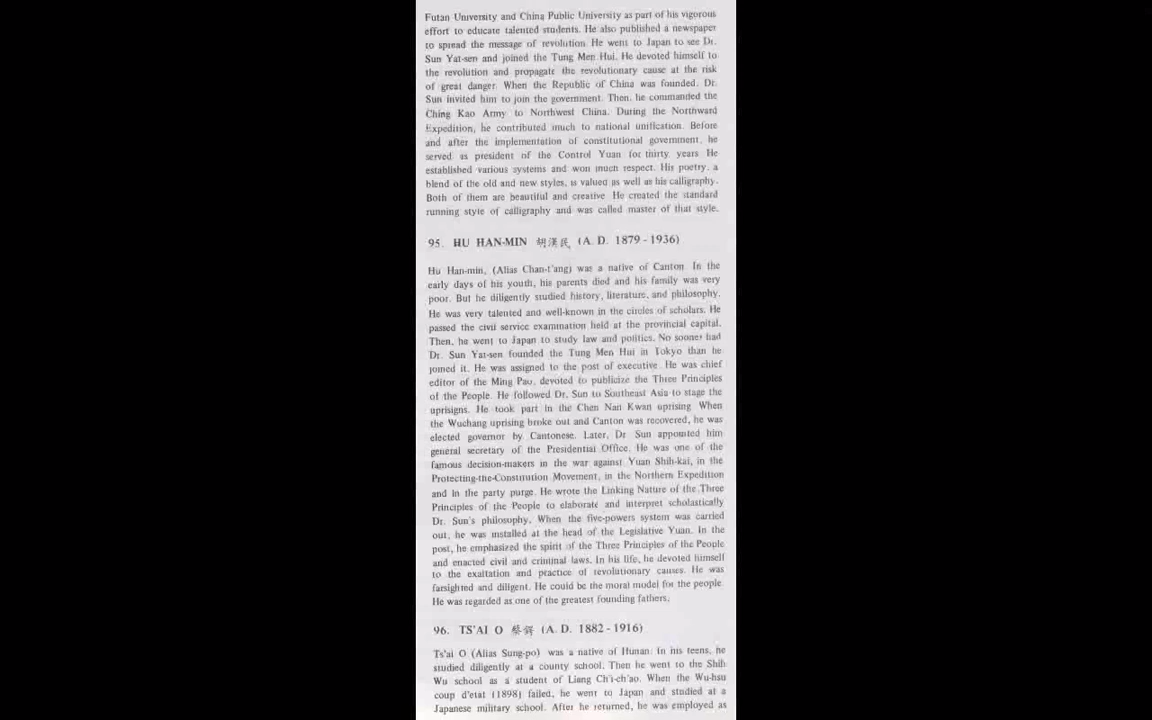 Futan University and China Public University as part of his vigorous
effort to educate talented students. He also published a newspaper
to spread the message of revolution. He went to Japan to see Dr.
Sun Yat-sen and joined the Tung Men Hui. He devoted himself to
the revolution and propagate the revolutionary cause at the risk
of great danger. When the Republic of China was founded, Dr.
Sun invited him to join the government. Then, he commanded the
Ching Kao Army to Northwest China. During the Northward
Expedition, he contributed much to national unification. Before
and after the implementation of constitutional government, he
served as president of the Control Yuan for thirty years. He
established various systems and won much respect. His poetry, a
blend of the old and new styles, is valued as well as his calligraphy.
Both of them are beautiful and creative. He created the standard
running style of calligraphy and was called master of that style.
95. HU HAN-MIN 胡漢民 (A. D. 1879 - 1936)
Hu Han-min, (Alias Chan-t'ang) was a native of Canton. In the
early days of his youth, his parents died and his family was very
poor. But he diligently studied history, literature, and philosophy.
He was very talented and well-known in the circles of scholars. He
passed the civil service examination held at the provincial capital.
Then, he went to Japan to study law and politics. No sooner had
Dr. Sun Yat-sen founded the Tung Men Hui in Tokyo than he
joined it. He was assigned to the post of executive. He was chief
editor of the Ming Pao, devoted to publicize the Three Principles
of the People. He followed Dr. Sun to Southeast Asia to stage the
uprisigns. He took part in the Chen Nan Kwan uprising. When
the Wuchang uprising broke out and Canton was recovered, he was
elected governor by Cantonese. Later, Dr. Sun appointed him
general secretary of the Presidential Office. He was one of the
famous decision-makers in the war against Yuan Shih-kai, in the
Protecting-the-Constitution Movement, in the Northern Expedition
and in the party purge. He wrote the Linking Nature of the Three
Principles of the People to elaborate and interpret scholastically
Dr. Sun's philosophy. When the five-powers system was carried
out, he was installed at the head of the Legislative Yuan. In the
post, he emphasized the spirit of the Three Principles of the People
and enacted civil and criminal laws. In his life, he devoted himself
to the exaltation and practice of revolutionary causes. He was
farsighted and diligent. He could be the moral model for the people.
He was regarded as one of the greatest founding fathers.
96. TS'AI O 蔡鍔 (A. D. 1882 - 1916)
Ts'ai O (Alias Sung-po) was a native of Hunan. In his teens, he
studied diligently at a county school. Then he went to the Shih
Wu school as a student of Liang Ch'i-ch'ao. When the Wu-hsu
coup d'etat (1898) failed, he went to Japan and studied at a
Japanese military school. After he returned, he was employed as